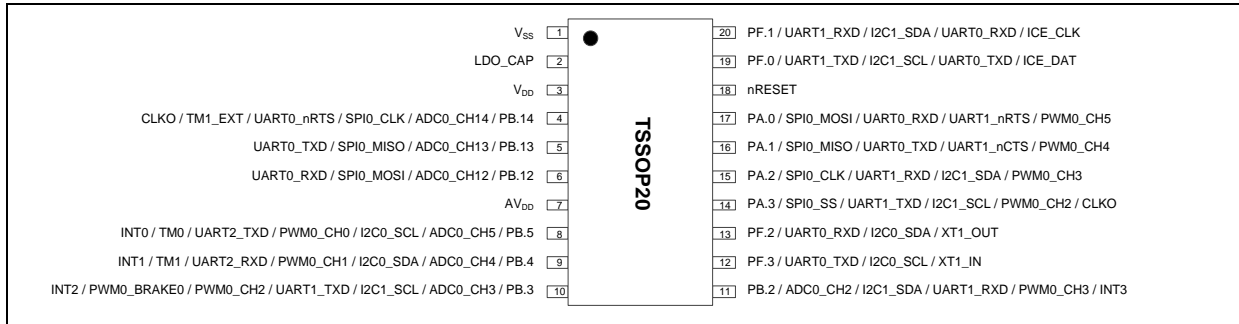 VSS 1
LDO_CAP 2
VDD 3
CLKO / TM1_EXT / UART0_nRTS / SPI0_CLK / ADC0_CH14 / PB.14 4
UART0_TXD / SPI0_MISO / ADC0_CH13 / PB.13 5
UART0_RXD / SPI0_MOSI / ADC0_CH12 / PB.12 6
AVDD 7
INT0 / TM0 / UART2_TXD / PWM0_CH0 / I2C0_SCL / ADC0_CH5 / PB.5 8
INT1 / TM1 / UART2_RXD / PWM0_CH1 / I2C0_SDA / ADC0_CH4 / PB.4 9
INT2 / PWM0_BRAKE0 / PWM0_CH2 / UART1_TXD / I2C1_SCL / ADC0_CH3 / PB.3 10
TSSOP20
20 PF.1 / UART1_RXD / I2C1_SDA / UART0_RXD / ICE_CLK
19 PF.0 / UART1_TXD / I2C1_SCL / UART0_TXD / ICE_DAT
18 nRESET
17 PA.0 / SPI0_MOSI / UART0_RXD / UART1_nRTS / PWM0_CH5
16 PA.1 / SPI0_MISO / UART0_TXD / UART1_nCTS / PWM0_CH4
15 PA.2 / SPI0_CLK / UART1_RXD / I2C1_SDA / PWM0_CH3
14 PA.3 / SPI0_SS / UART1_TXD / I2C1_SCL / PWM0_CH2 / CLKO
13 PF.2 / UART0_RXD / I2C0_SDA / XT1_OUT
12 PF.3 / UART0_TXD / I2C0_SCL / XT1_IN
11 PB.2 / ADC0_CH2 / I2C1_SDA / UART1_RXD / PWM0_CH3 / INT3